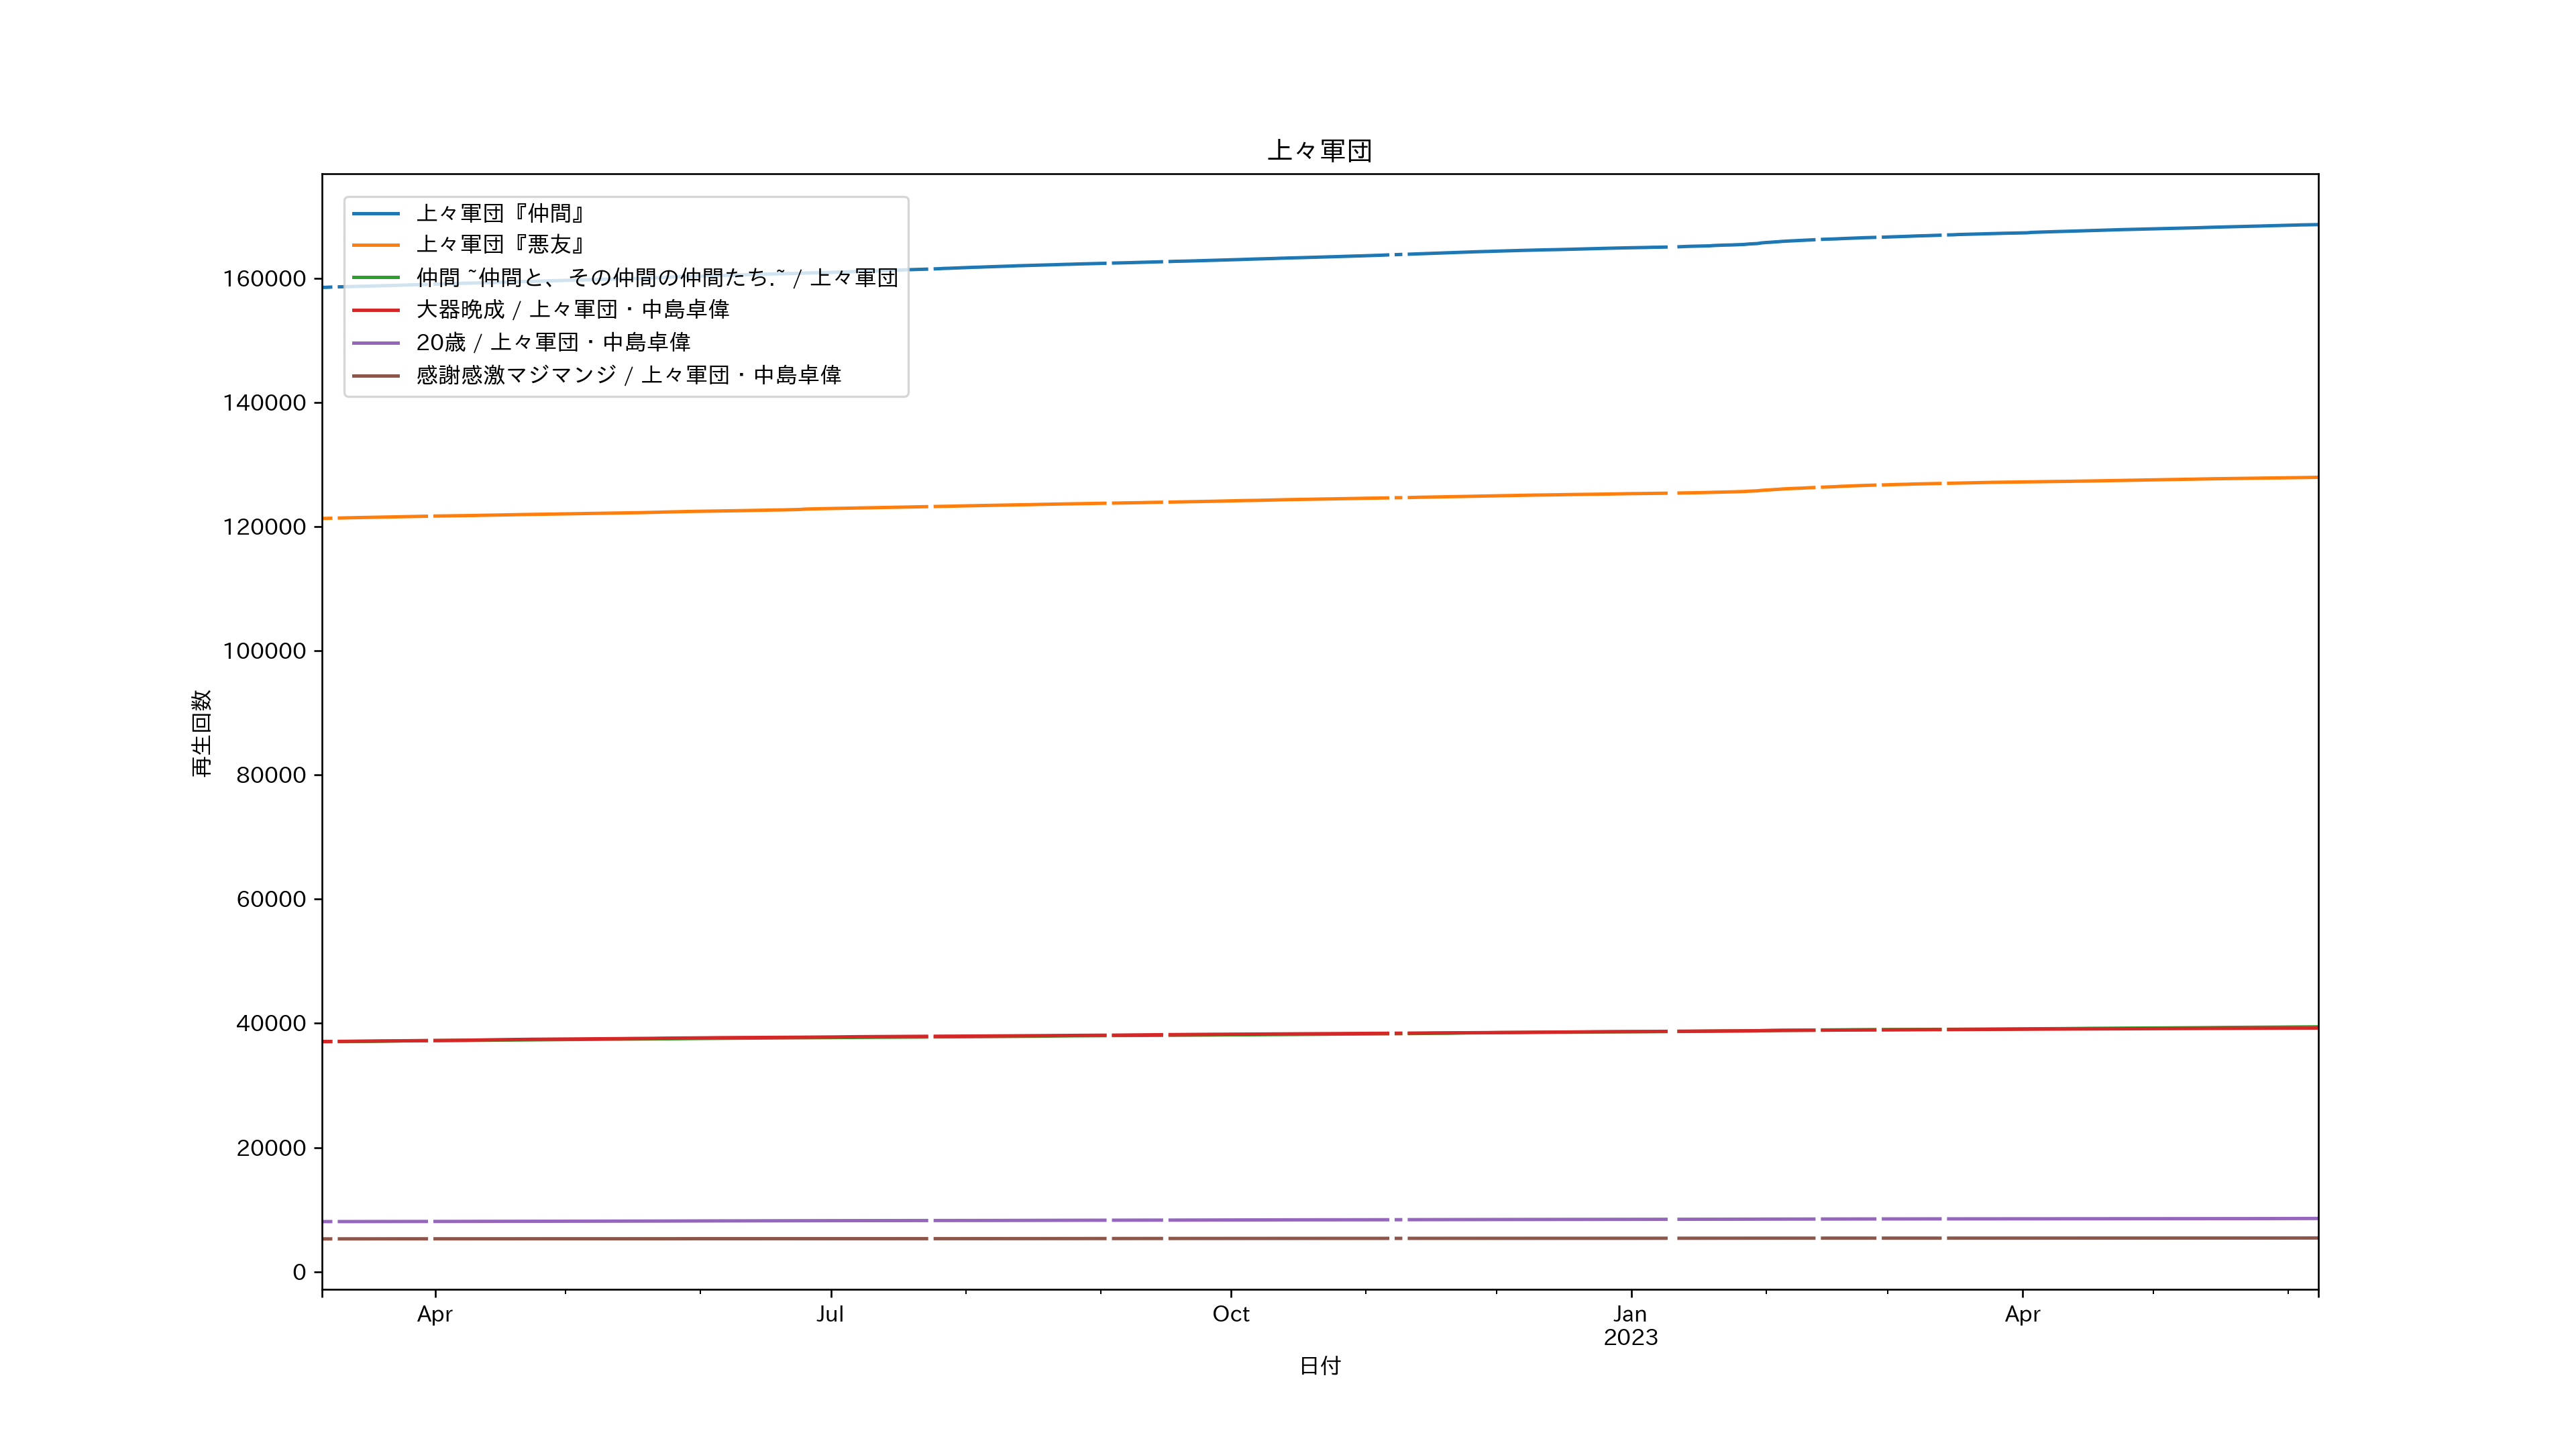 上々軍団
上々軍団『仲間』
上々軍団『悪友』
仲間 ~仲間と、その仲間の仲間たち.~ / 上々軍団
大器晩成 / 上々軍団・中島卓偉
20歳 / 上々軍団・中島卓偉
感謝感激マジマンジ / 上々軍団・中島卓偉
160000
140000
120000
100000
80000
60000
40000
20000
0
再生回数
Apr
Jul
Oct
Jan
2023
Apr
日付